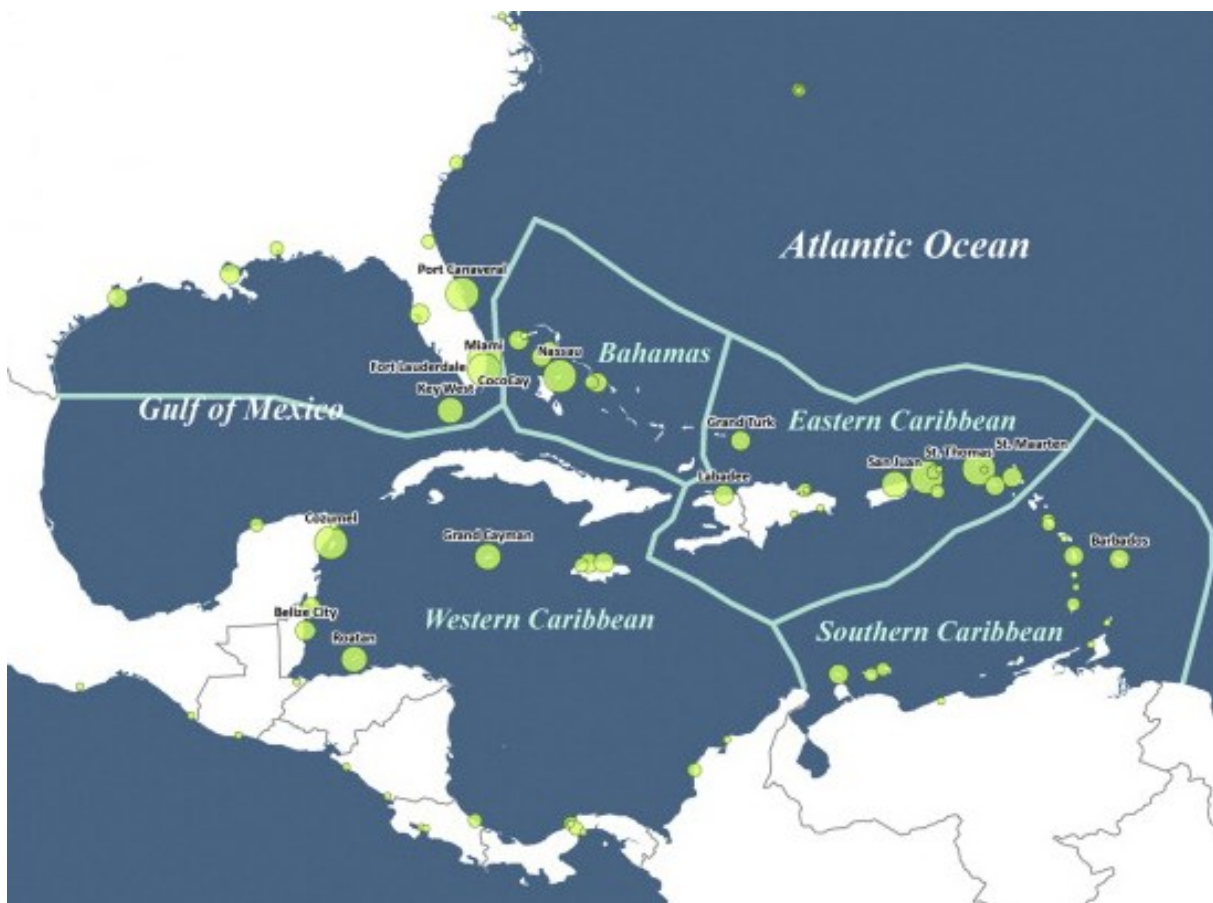 Atlantic Ocean
Port Canaveral
Miami
Nassau
Bahamas
Fort Lauderdale
CocoCay
Key West
Gulf of Mexico
Grand Turk
Eastern Caribbean
St. Maarten
St. Thomas
San Juan
Labadee
Cozumel
Grand Cayman
Barbados
Belize City
Western Caribbean
Southern Caribbean
Roatan